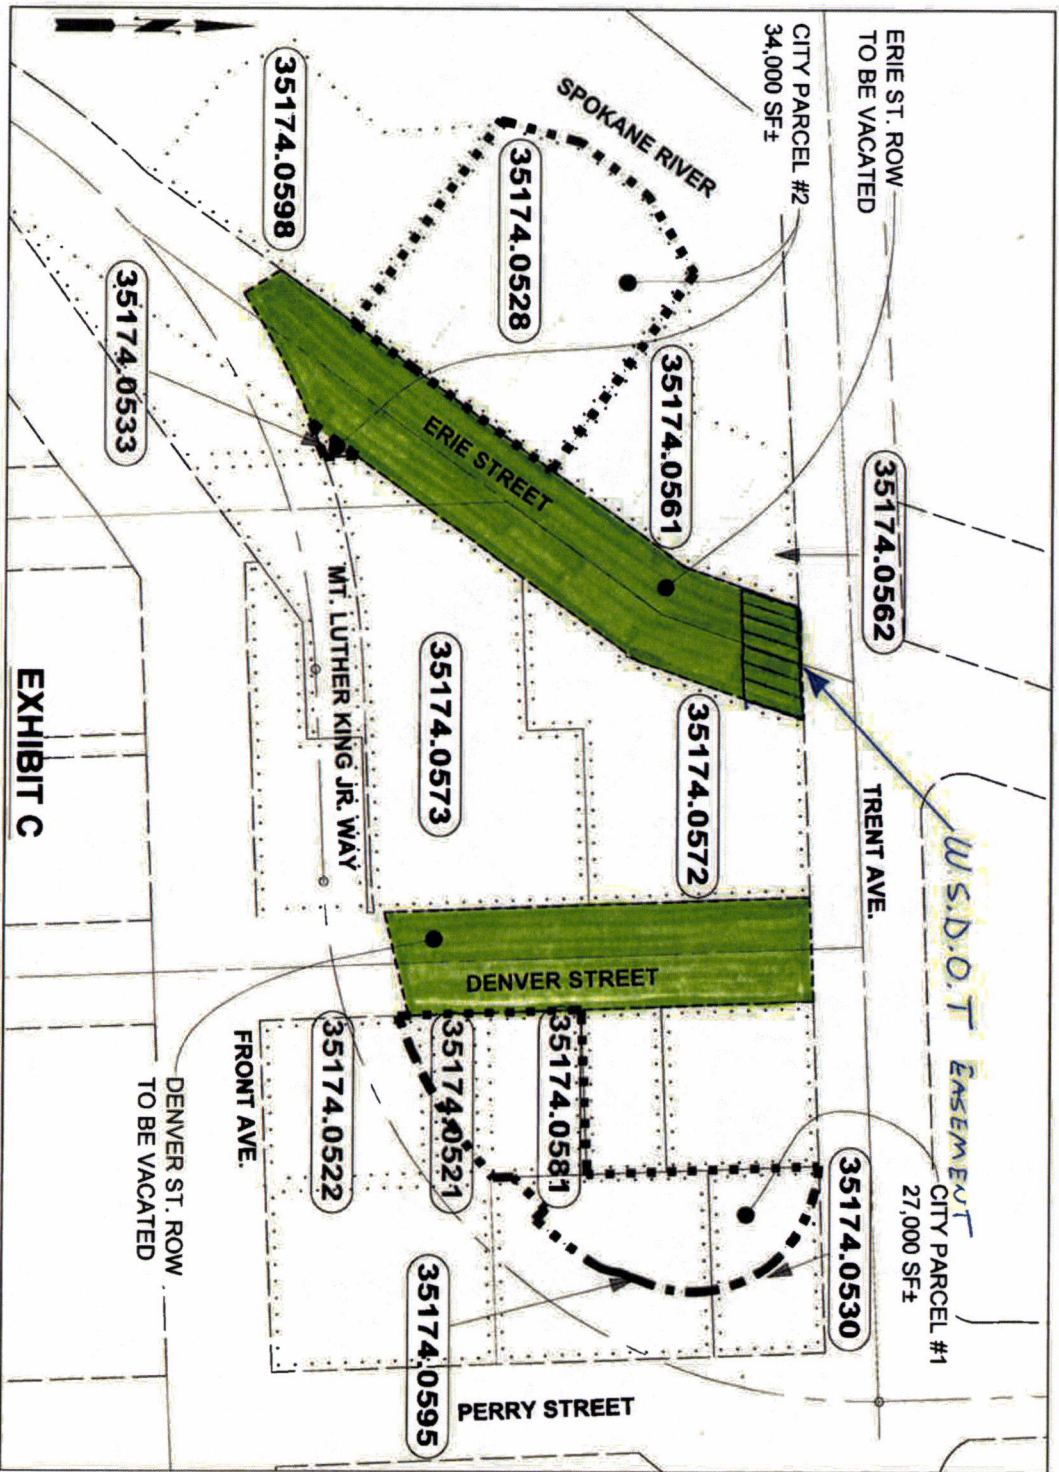 ERIE ST. ROW
TO BE VACATED
CITY PARCEL #2
34,000 SF±
SPOKANE RIVER
35174.0598
35174.0528
35174.0533
35174.0561
35174.0562
ERIE STREET
MT. LUTHER KING JR. WAY
35174.0573
35174.0572
TRENT AVE.
W.S.D.O.T EASEMENT
DENVER STREET
CITY PARCEL #1
27,000 SF±
35174.0530
35174.0581
35174.0521
35174.0522
35174.0595
FRONT AVE.
DENVER ST. ROW
TO BE VACATED
PERRY STREET
EXHIBIT C
N